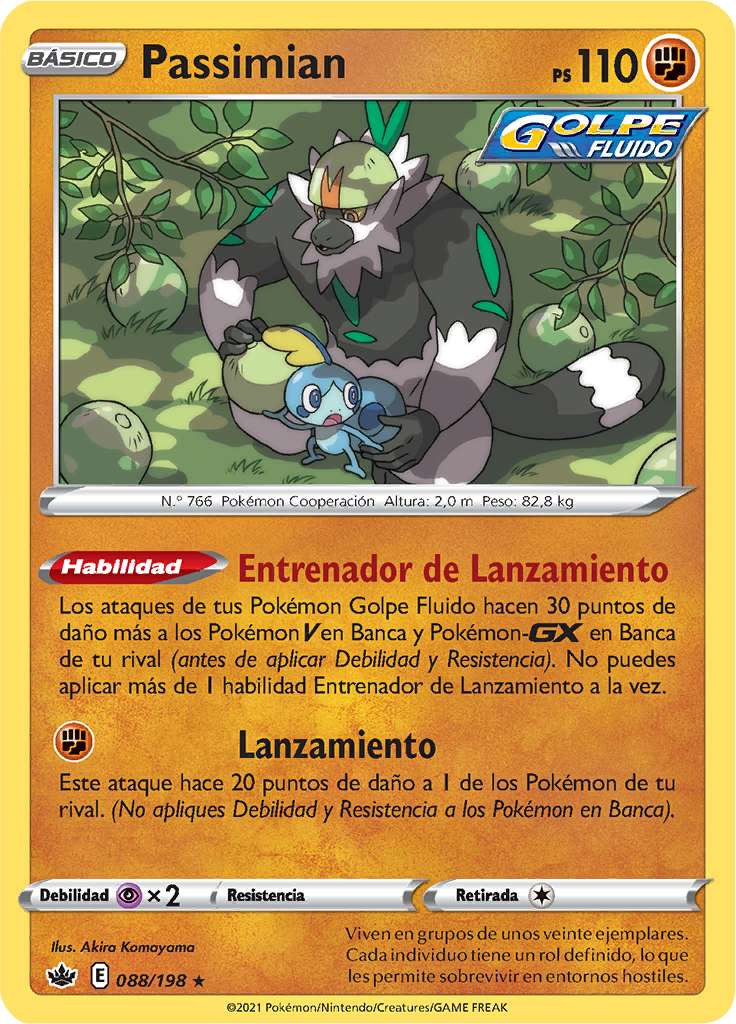 BÁSICO Passimian PS 110
GOLPE
FLUIDO
N.º 766 Pokémon Cooperación Altura: 2,0 m Peso: 82,8 kg
Habilidad Entrenador de Lanzamiento
Los ataques de tus Pokémon Golpe Fluido hacen 30 puntos de
daño más a los Pokémon V en Banca y Pokémon-GX en Banca
de tu rival (antes de aplicar Debilidad y Resistencia). No puedes
aplicar más de 1 habilidad Entrenador de Lanzamiento a la vez.
Lanzamiento
Este ataque hace 20 puntos de daño a 1 de los Pokémon de tu
rival. (No apliques Debilidad y Resistencia a los Pokémon en Banca).
Debilidad ×2 Resistencia Retirada
Ilus. Akira Komayama
E 088/198 ★
Viven en grupos de unos veinte ejemplares.
Cada individuo tiene un rol definido, lo que
les permite sobrevivir en entornos hostiles.
©2021 Pokémon/Nintendo/Creatures/GAME FREAK